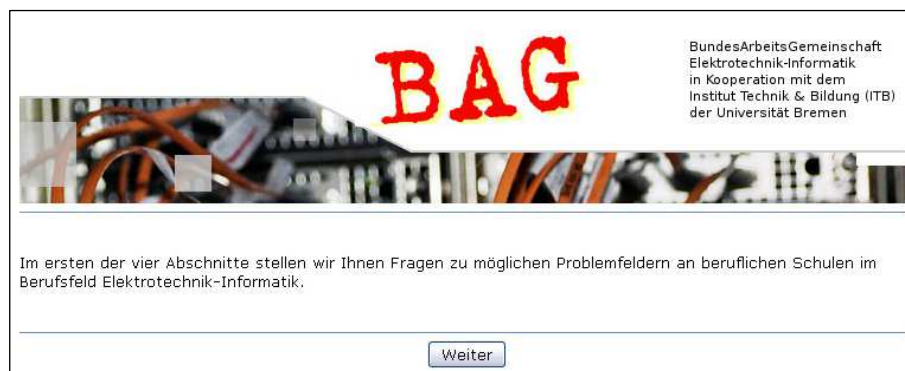 BAG
BundesArbeitsGemeinschaft
Elektrotechnik-Informatik
in Kooperation mit dem
Institut Technik & Bildung (ITB)
der Universität Bremen
Im ersten der vier Abschnitte stellen wir Ihnen Fragen zu möglichen Problemfeldern an beruflichen Schulen im
Berufsfeld Elektrotechnik-Informatik.
Weiter